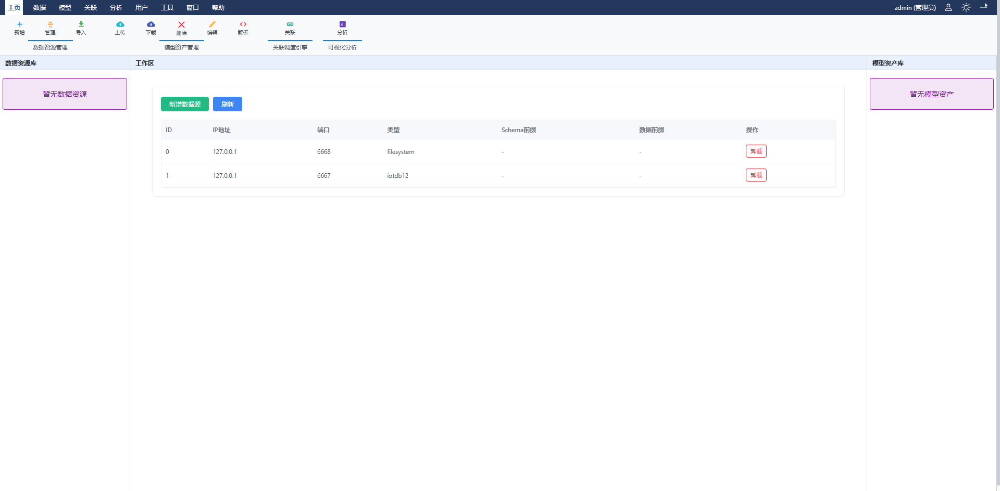 主页 数据 模型 关联 分析 用户 工具 窗口 帮助 admin (管理员)
新增 管理 导入 上传 下载 删除 编辑 解析 关联 分析
数据资源管理 模型资产管理 关联调度引擎 可视化分析
数据资源库 工作区 模型资产库
暂无数据资源 暂无模型资产
新增数据源 刷新
ID IP地址 端口 类型 Schema前缀 数据前缀 操作
0 127.0.0.1 6668 filesystem - - 卸载
1 127.0.0.1 6667 iotdb12 - - 卸载